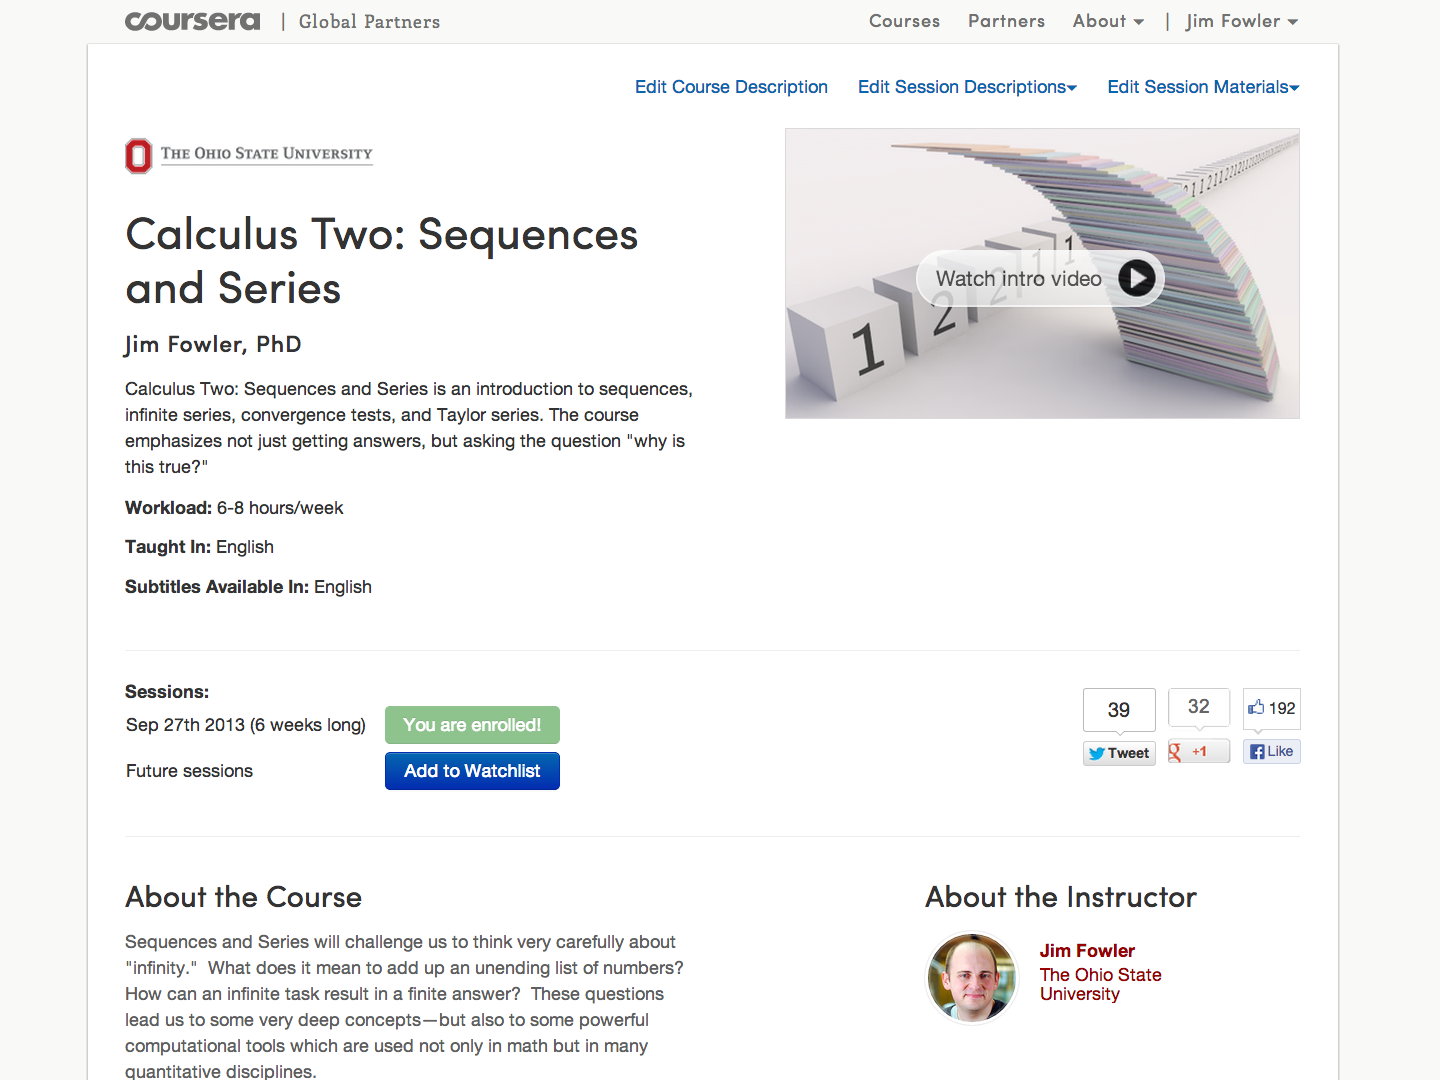 coursera | Global Partners
Courses Partners About | Jim Fowler
Edit Course Description Edit Session Descriptions Edit Session Materials
THE OHIO STATE UNIVERSITY
Calculus Two: Sequences
and Series
Jim Fowler, PhD
Calculus Two: Sequences and Series is an introduction to sequences,
infinite series, convergence tests, and Taylor series. The course
emphasizes not just getting answers, but asking the question "why is
this true?"
Workload: 6-8 hours/week
Taught In: English
Subtitles Available In: English
1 2 1 2 1 1
Watch intro video
Sessions:
Sep 27th 2013 (6 weeks long) You are enrolled!
Future sessions Add to Watchlist
39 32 192
Tweet g +1 Like
About the Course
Sequences and Series will challenge us to think very carefully about
"infinity."  What does it mean to add up an unending list of numbers?
How can an infinite task result in a finite answer?  These questions
lead us to some very deep concepts—but also to some powerful
computational tools which are used not only in math but in many
quantitative disciplines.
About the Instructor
Jim Fowler
The Ohio State
University